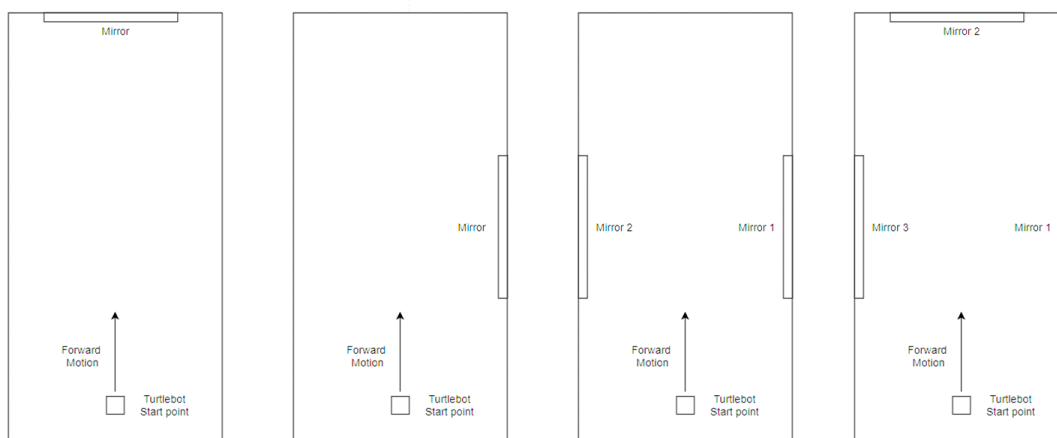 Mirror
Mirror 2
Mirror
Mirror 2
Mirror 1
Mirror 3
Mirror 1
Forward
Motion
Forward
Motion
Forward
Motion
Forward
Motion
Turtlebot
Start point
Turtlebot
Start point
Turtlebot
Start point
Turtlebot
Start point